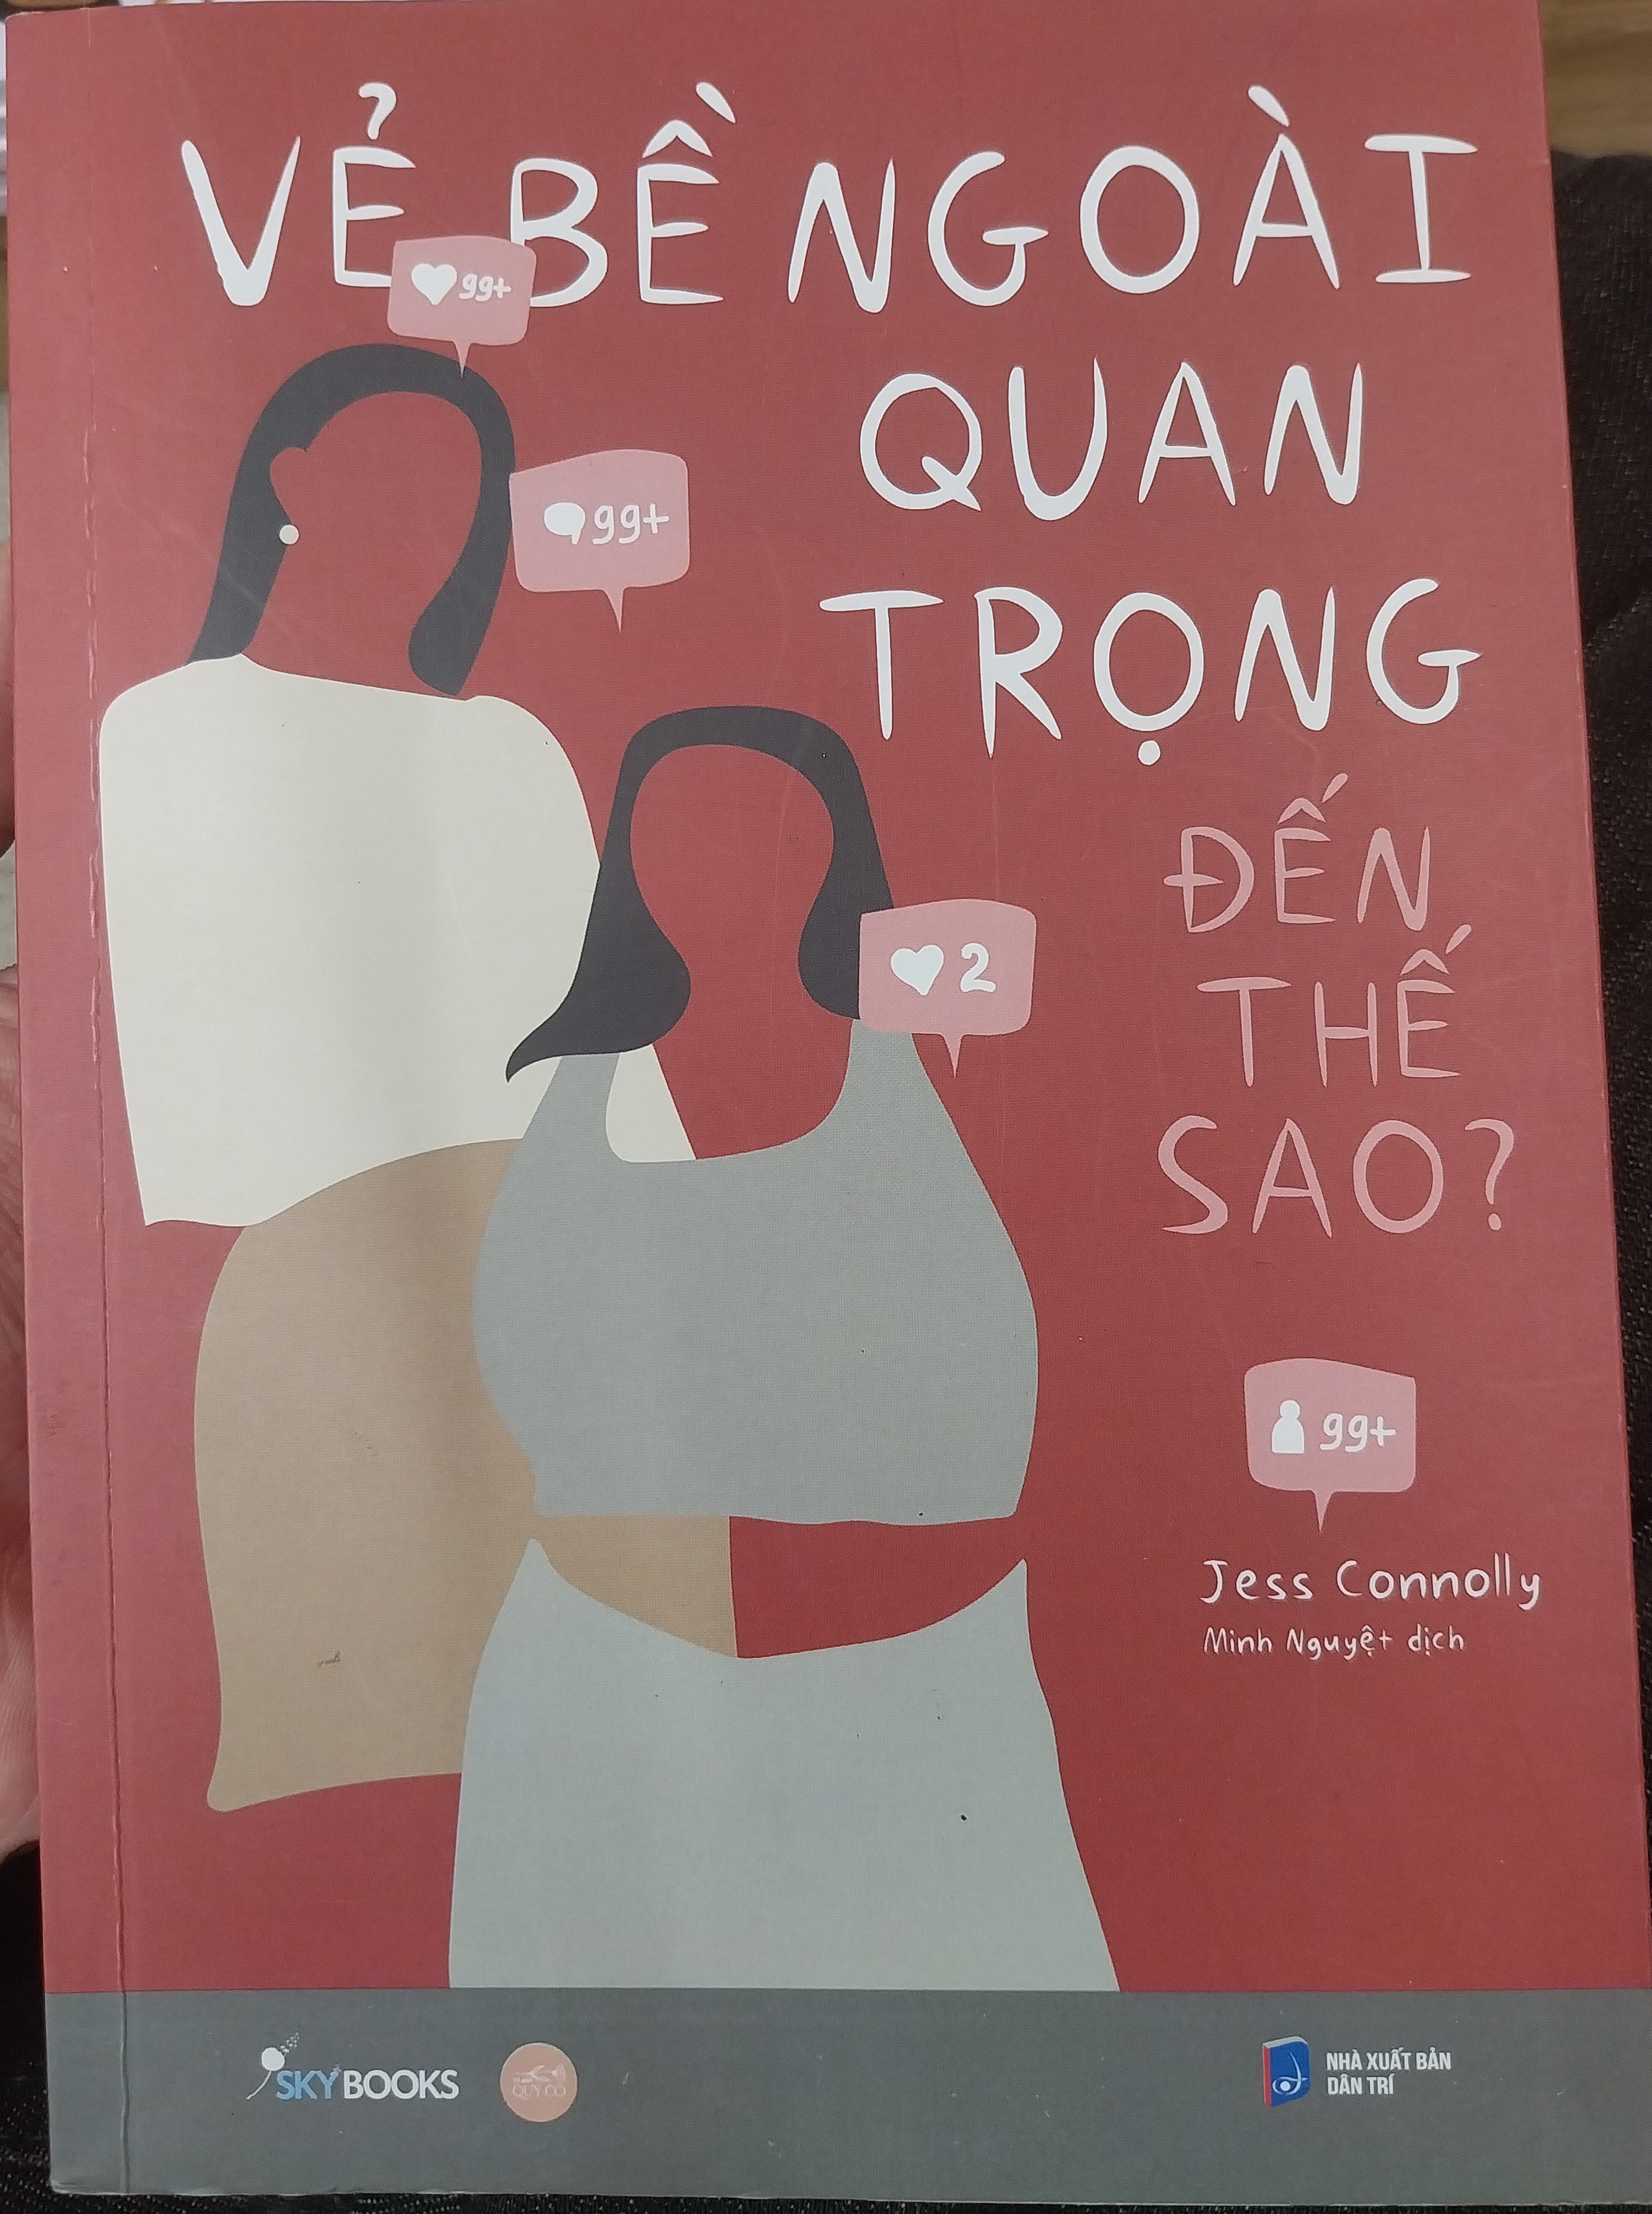 VẺ BỀ NGOÀI
99+
QUAN
99+
TRỌNG
ĐẾN
2
THẾ
SAO?
99+
Jess Connolly
Minh Nguyệt dịch
SKYBOOKS
NHÀ XUẤT BẢN
DÂN TRÍ